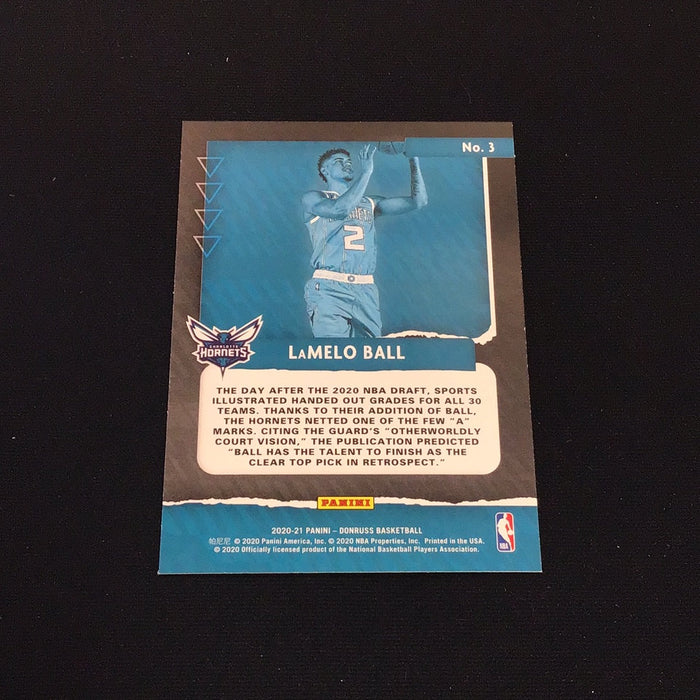 No. 3
2
CHARLOTTE
HORNETS
LAMELO BALL
THE DAY AFTER THE 2020 NBA DRAFT, SPORTS
ILLUSTRATED HANDED OUT GRADES FOR ALL 30
TEAMS. THANKS TO THEIR ADDITION OF BALL,
THE HORNETS NETTED ONE OF THE FEW "A"
MARKS. CITING THE GUARD'S "OTHERWORLDLY
COURT VISION," THE PUBLICATION PREDICTED
"BALL HAS THE TALENT TO FINISH AS THE
CLEAR TOP PICK IN RETROSPECT."
PANINI
2020-21 PANINI – DONRUSS BASKETBALL
帕尼尼 © 2020 Panini America, Inc. © 2020 NBA Properties, Inc. Printed in the USA.
© 2020 Officially licensed product of the National Basketball Players Association.
NBA